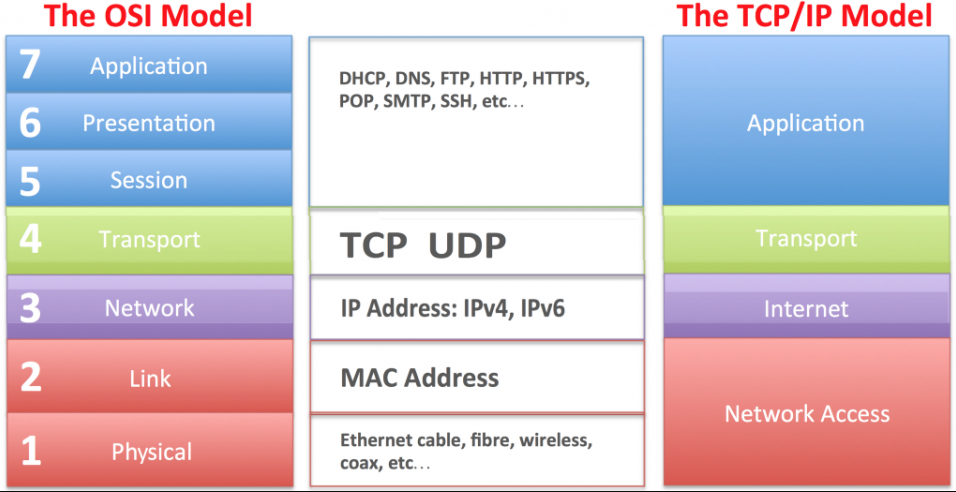 The OSI Model
The TCP/IP Model
7 Application
DHCP, DNS, FTP, HTTP, HTTPS,
POP, SMTP, SSH, etc...
6 Presentation
Application
5 Session
4 Transport
TCP UDP
Transport
3 Network
IP Address: IPv4, IPv6
Internet
2 Link
MAC Address
Network Access
1 Physical
Ethernet cable, fibre, wireless,
coax, etc...